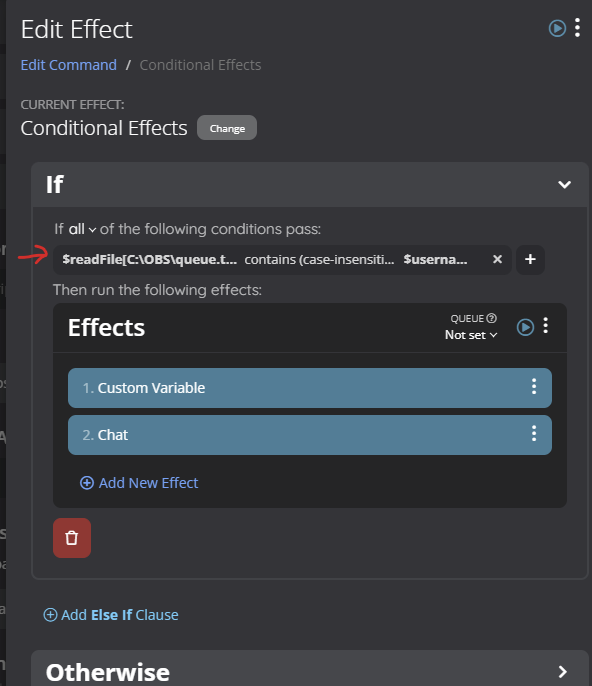 Edit Effect
Edit Command / Conditional Effects
CURRENT EFFECT:
Conditional Effects Change
If
If all of the following conditions pass:
$readFile[C:\OBS\queue.t... contains (case-insensiti... $userna... × +
Then run the following effects:
Effects
QUEUE ?
Not set
1. Custom Variable
2. Chat
Add New Effect
Add Else If Clause
Otherwise